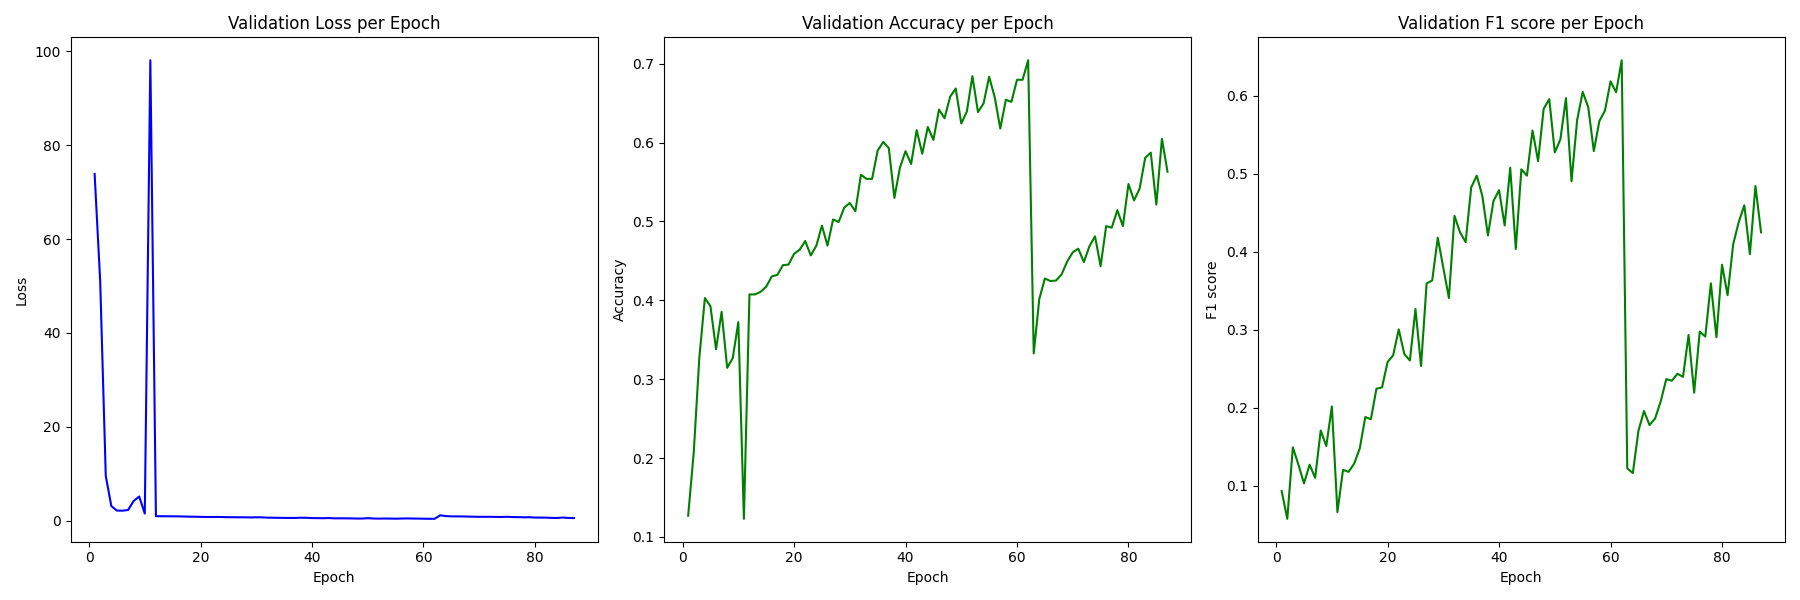 Validation Loss per Epoch
Loss
100
80
60
40
20
0
0 20 40 60 80
Epoch
Validation Accuracy per Epoch
Accuracy
0.7
0.6
0.5
0.4
0.3
0.2
0.1
0 20 40 60 80
Epoch
Validation F1 score per Epoch
F1 score
0.6
0.5
0.4
0.3
0.2
0.1
0 20 40 60 80
Epoch